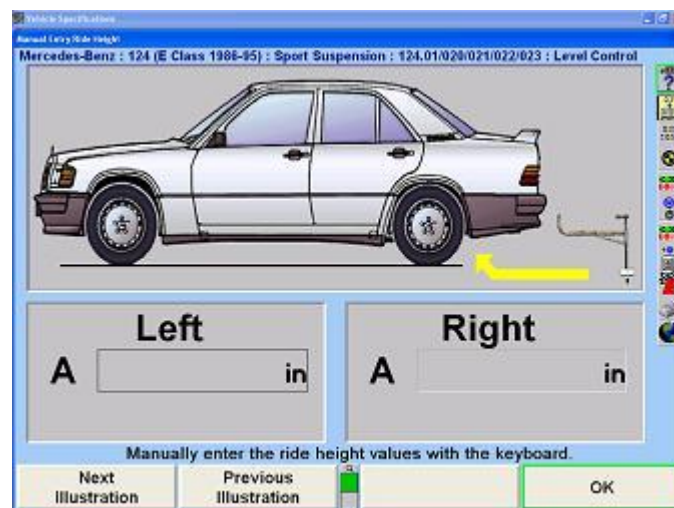 Vehicle Specifications
Manual Entry Ride Height
Mercedes-Benz : 124 (E Class 1986-95) : Sport Suspension : 124.01/020/021/022/023 : Level Control
Left
Right
A in
A in
Manually enter the ride height values with the keyboard.
Next Illustration
Previous Illustration
OK